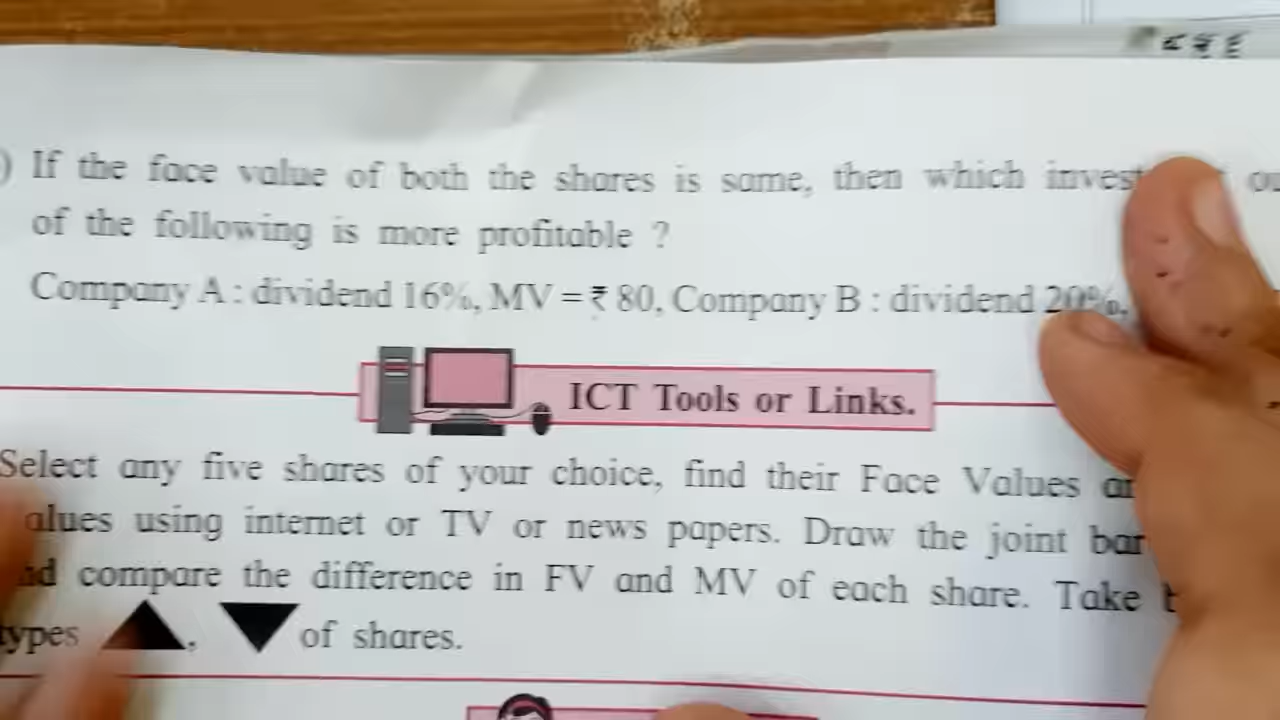 ) If the face value of both the shares is same, then which
of the following is more profitable ?
Company A : dividend 16%, MV = ₹ 80, Company B : dividend 20%,
ICT Tools or Links.
Select any five shares of your choice, find their Face Values
using internet or TV or news papers. Draw the joint bar
compare the difference in FV and MV of each share. Take
types ▲, ▼ of shares.